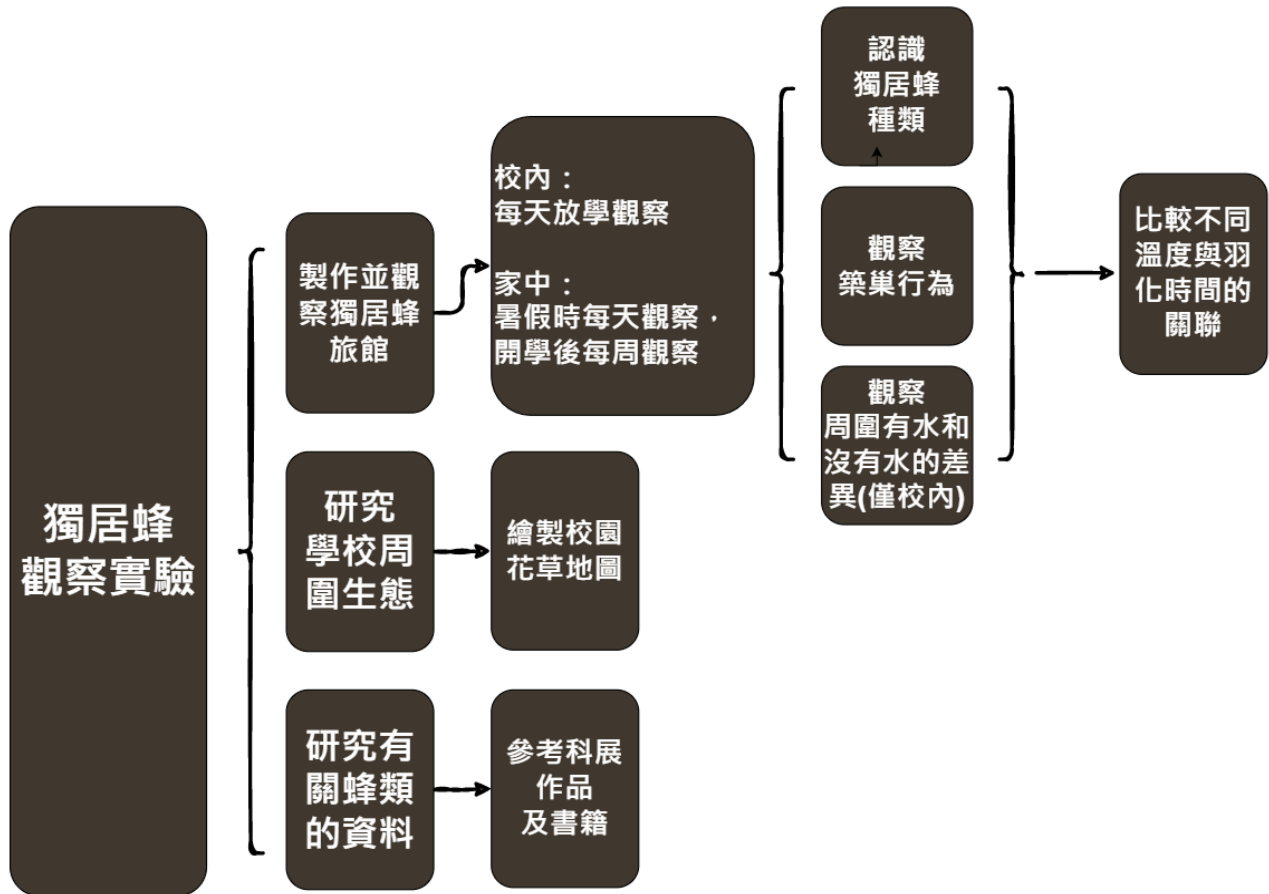 獨居蜂
觀察實驗
製作並觀
察獨居蜂
旅館
校內：
每天放學觀察
家中：
暑假時每天觀察，
開學後每周觀察
認識
獨居蜂
種類
觀察
築巢行為
觀察
周圍有水和
沒有水的差
異(僅校內)
比較不同
溫度與羽
化時間的
關聯
研究
學校周
圍生態
繪製校園
花草地圖
研究有
關蜂類
的資料
參考科展
作品
及書籍